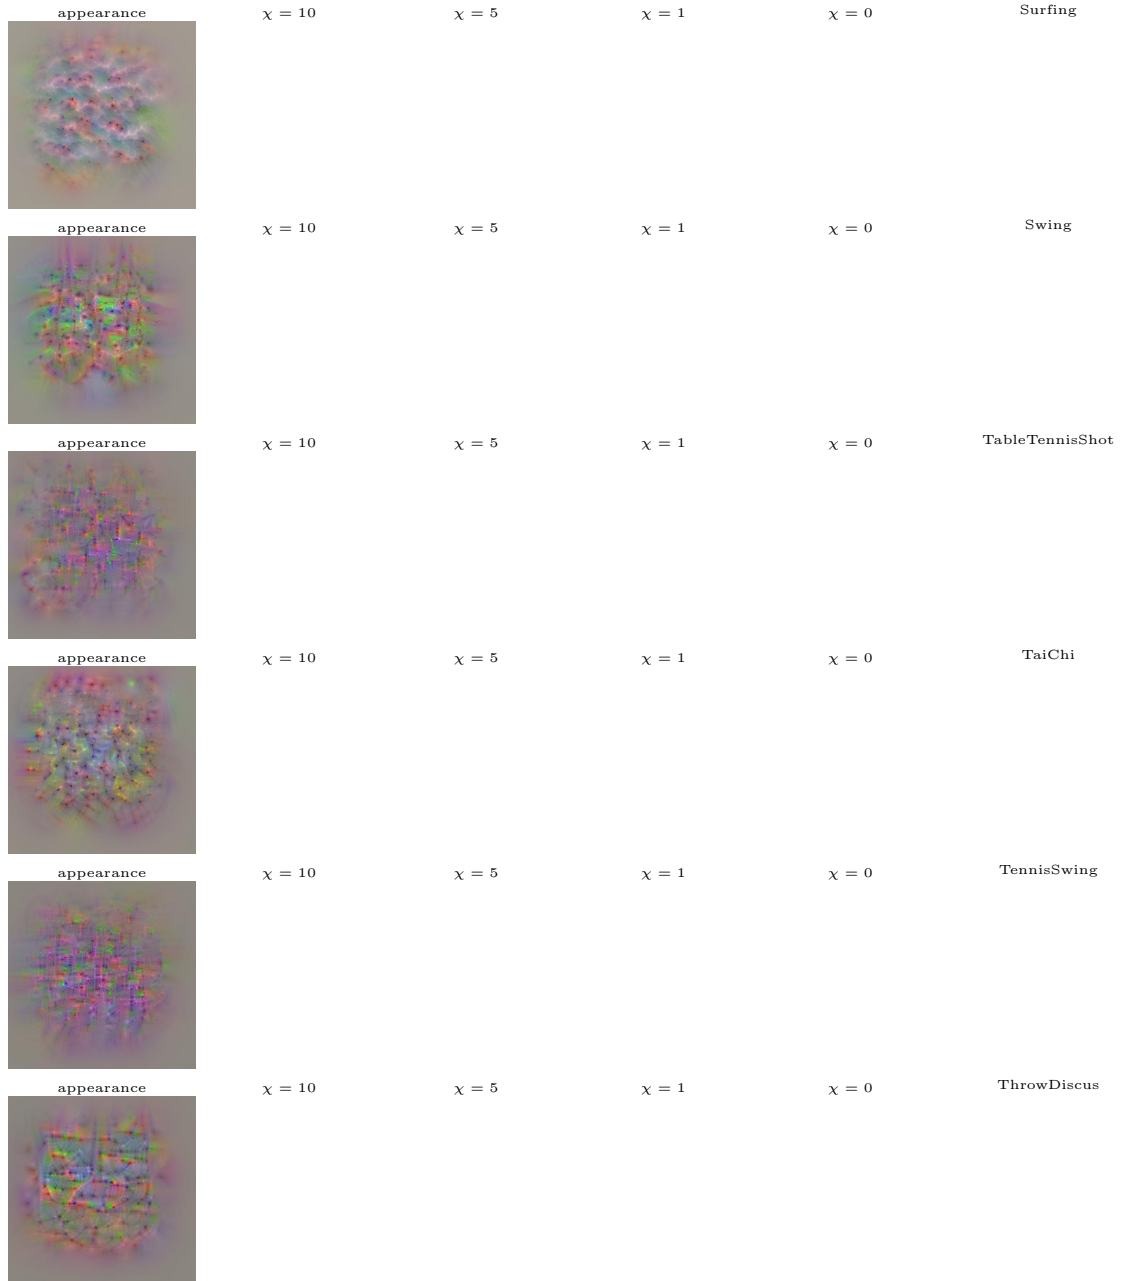 appearance χ = 10 χ = 5 χ = 1 χ = 0 Surfing
appearance χ = 10 χ = 5 χ = 1 χ = 0 Swing
appearance χ = 10 χ = 5 χ = 1 χ = 0 TableTennisShot
appearance χ = 10 χ = 5 χ = 1 χ = 0 TaiChi
appearance χ = 10 χ = 5 χ = 1 χ = 0 TennisSwing
appearance χ = 10 χ = 5 χ = 1 χ = 0 ThrowDiscus